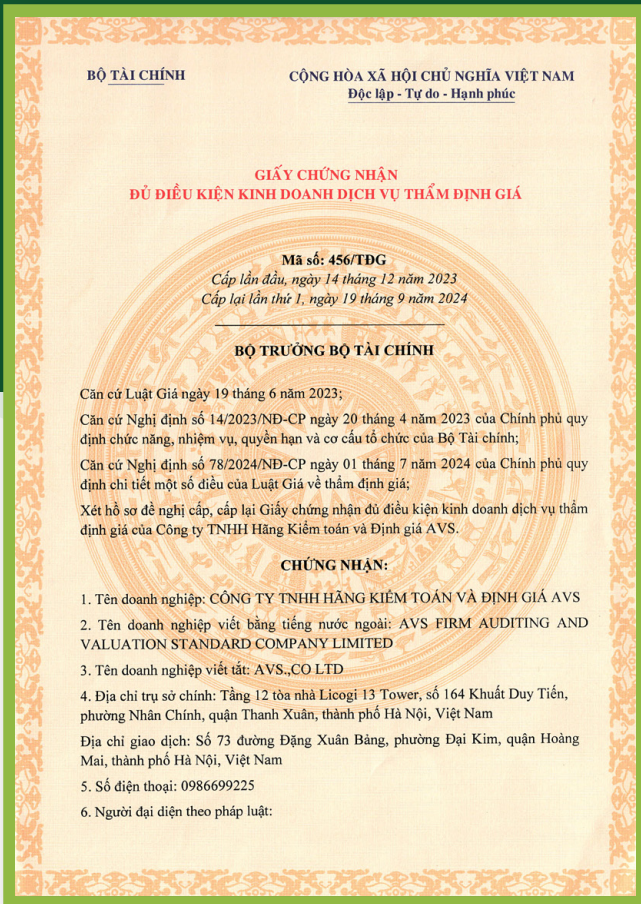 BỘ TÀI CHÍNH
CỘNG HÒA XÃ HỘI CHỦ NGHĨA VIỆT NAM
Độc lập - Tự do - Hạnh phúc
GIẤY CHỨNG NHẬN
ĐỦ ĐIỀU KIỆN KINH DOANH DỊCH VỤ THẨM ĐỊNH GIÁ
Mã số: 456/TĐG
Cấp lần đầu, ngày 14 tháng 12 năm 2023
Cấp lại lần thứ 1, ngày 19 tháng 9 năm 2024
BỘ TRƯỞNG BỘ TÀI CHÍNH
Căn cứ Luật Giá ngày 19 tháng 6 năm 2023;
Căn cứ Nghị định số 14/2023/NĐ-CP ngày 20 tháng 4 năm 2023 của Chính phủ quy
định chức năng, nhiệm vụ, quyền hạn và cơ cấu tổ chức của Bộ Tài chính;
Căn cứ Nghị định số 78/2024/NĐ-CP ngày 01 tháng 7 năm 2024 của Chính phủ quy
định chi tiết một số điều của Luật Giá về thẩm định giá;
Xét hồ sơ đề nghị cấp, cấp lại Giấy chứng nhận đủ điều kiện kinh doanh dịch vụ thẩm
định giá của Công ty TNHH Hãng Kiểm toán và Định giá AVS.
CHỨNG NHẬN:
1. Tên doanh nghiệp: CÔNG TY TNHH HÃNG KIỂM TOÁN VÀ ĐỊNH GIÁ AVS
2. Tên doanh nghiệp viết bằng tiếng nước ngoài: AVS FIRM AUDITING AND
VALUATION STANDARD COMPANY LIMITED
3. Tên doanh nghiệp viết tắt: AVS.,CO LTD
4. Địa chỉ trụ sở chính: Tầng 12 tòa nhà Licogi 13 Tower, số 164 Khuất Duy Tiến,
phường Nhân Chính, quận Thanh Xuân, thành phố Hà Nội, Việt Nam
Địa chỉ giao dịch: Số 73 đường Đặng Xuân Bảng, phường Đại Kim, quận Hoàng
Mai, thành phố Hà Nội, Việt Nam
5. Số điện thoại: 0986699225
6. Người đại diện theo pháp luật: